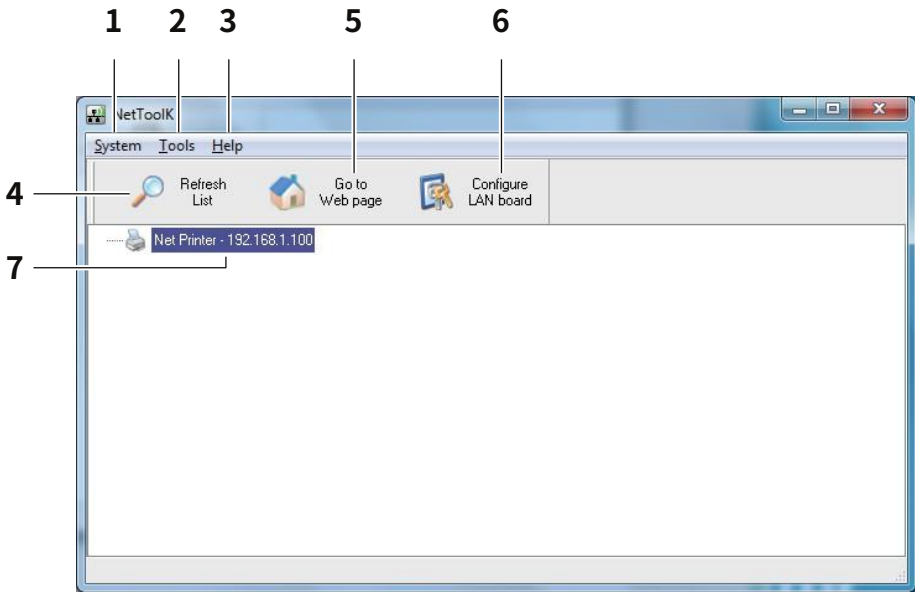 1 2 3 5 6
NetToolK
System Tools Help
4
Refresh List
Go to Web page
Configure LAN board
Net Printer - 192.168.1.100
7